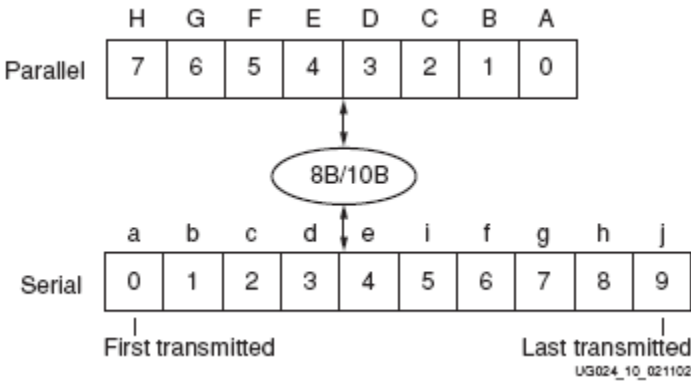 H G F E D C B A
Parallel 7 6 5 4 3 2 1 0
8B/10B
a b c d e i f g h j
Serial 0 1 2 3 4 5 6 7 8 9
First transmitted Last transmitted
UG024_10_021102